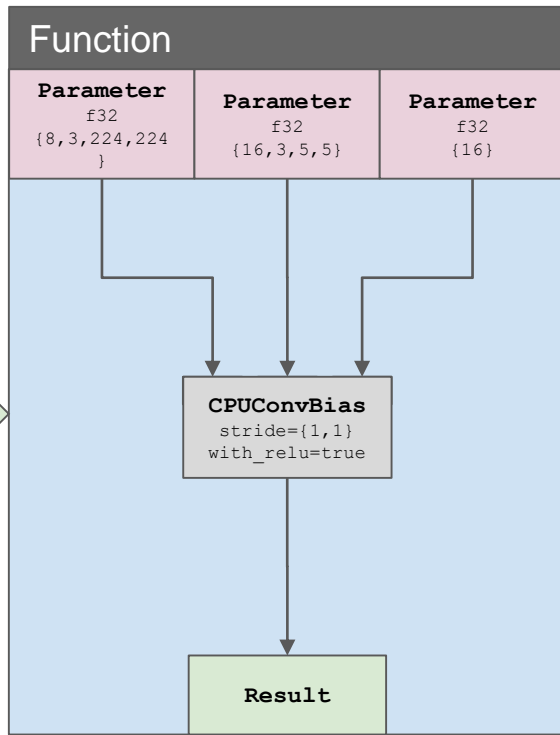 Function
Parameter
f32
{8,3,224,224
}
Parameter
f32
{16,3,5,5}
Parameter
f32
{16}
CPUConvBias
stride={1,1}
with_relu=true
Result